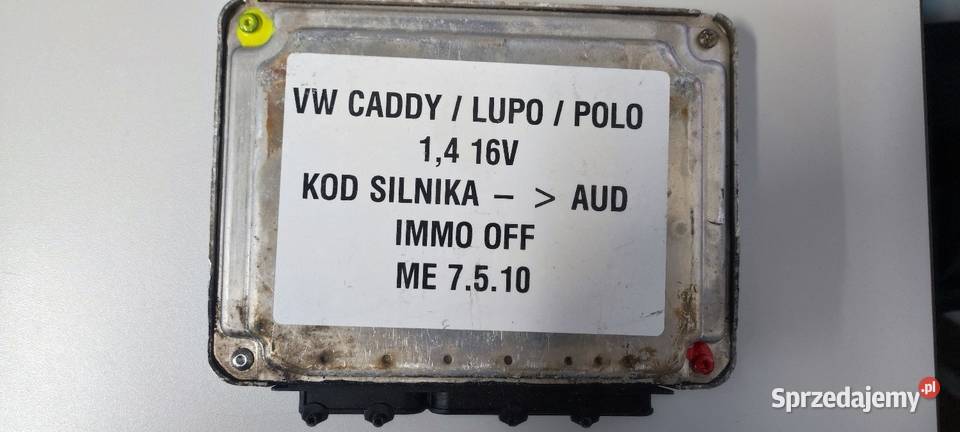 VW CADDY / LUPO / POLO
1,4 16V
KOD SILNIKA – > AUD
IMMO OFF
ME 7.5.10
Sprzedajemy.pl